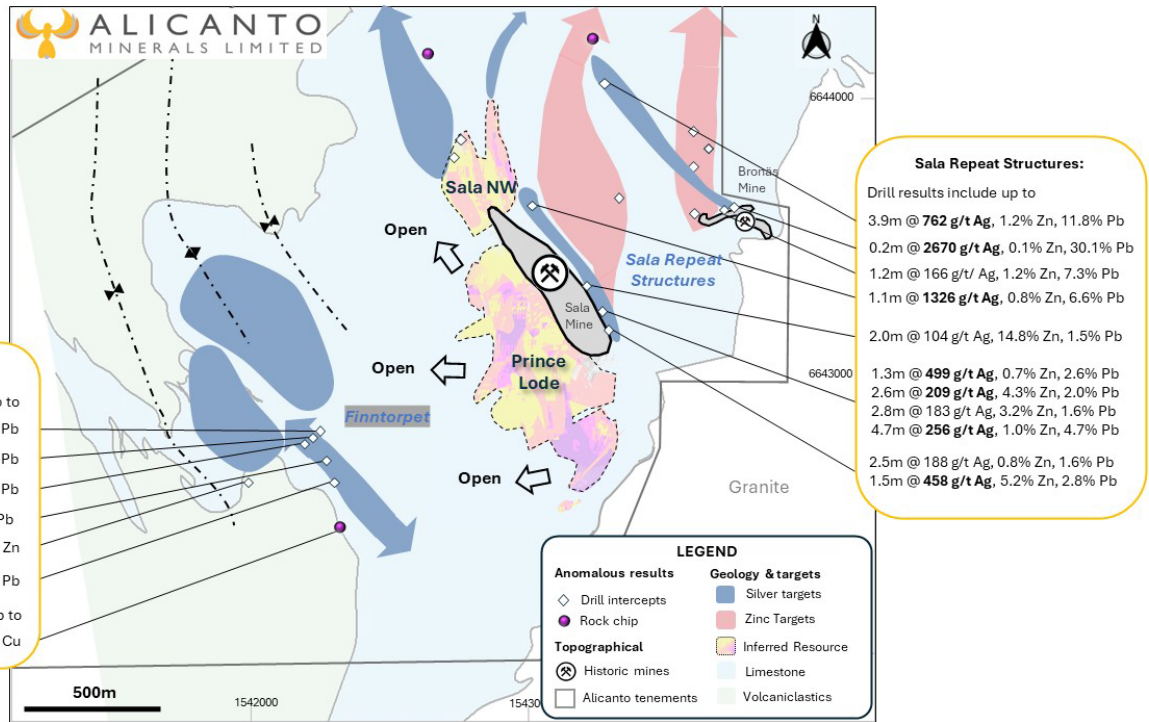 ALICANTO
MINERALS LIMITED
N
6644000
Sala NW
Bronäs
Mine
Open
Sala Repeat
Structures
Sala
Mine
Prince
Lode
Open
6643000
Finntorpet
Open
Granite
Sala Repeat Structures:
Drill results include up to
3.9m @ 762 g/t Ag, 1.2% Zn, 11.8% Pb
0.2m @ 2670 g/t Ag, 0.1% Zn, 30.1% Pb
1.2m @ 166 g/t/ Ag, 1.2% Zn, 7.3% Pb
1.1m @ 1326 g/t Ag, 0.8% Zn, 6.6% Pb
2.0m @ 104 g/t Ag, 14.8% Zn, 1.5% Pb
1.3m @ 499 g/t Ag, 0.7% Zn, 2.6% Pb
2.6m @ 209 g/t Ag, 4.3% Zn, 2.0% Pb
2.8m @ 183 g/t Ag, 3.2% Zn, 1.6% Pb
4.7m @ 256 g/t Ag, 1.0% Zn, 4.7% Pb
2.5m @ 188 g/t Ag, 0.8% Zn, 1.6% Pb
1.5m @ 458 g/t Ag, 5.2% Zn, 2.8% Pb
to
Pb
Pb
Pb
Pb
Zn
Pb
to
Cu
LEGEND
Anomalous results
Drill intercepts
Rock chip
Topographical
Historic mines
Alicanto tenements
Geology & targets
Silver targets
Zinc Targets
Inferred Resource
Limestone
Volcaniclastics
500m
1542000